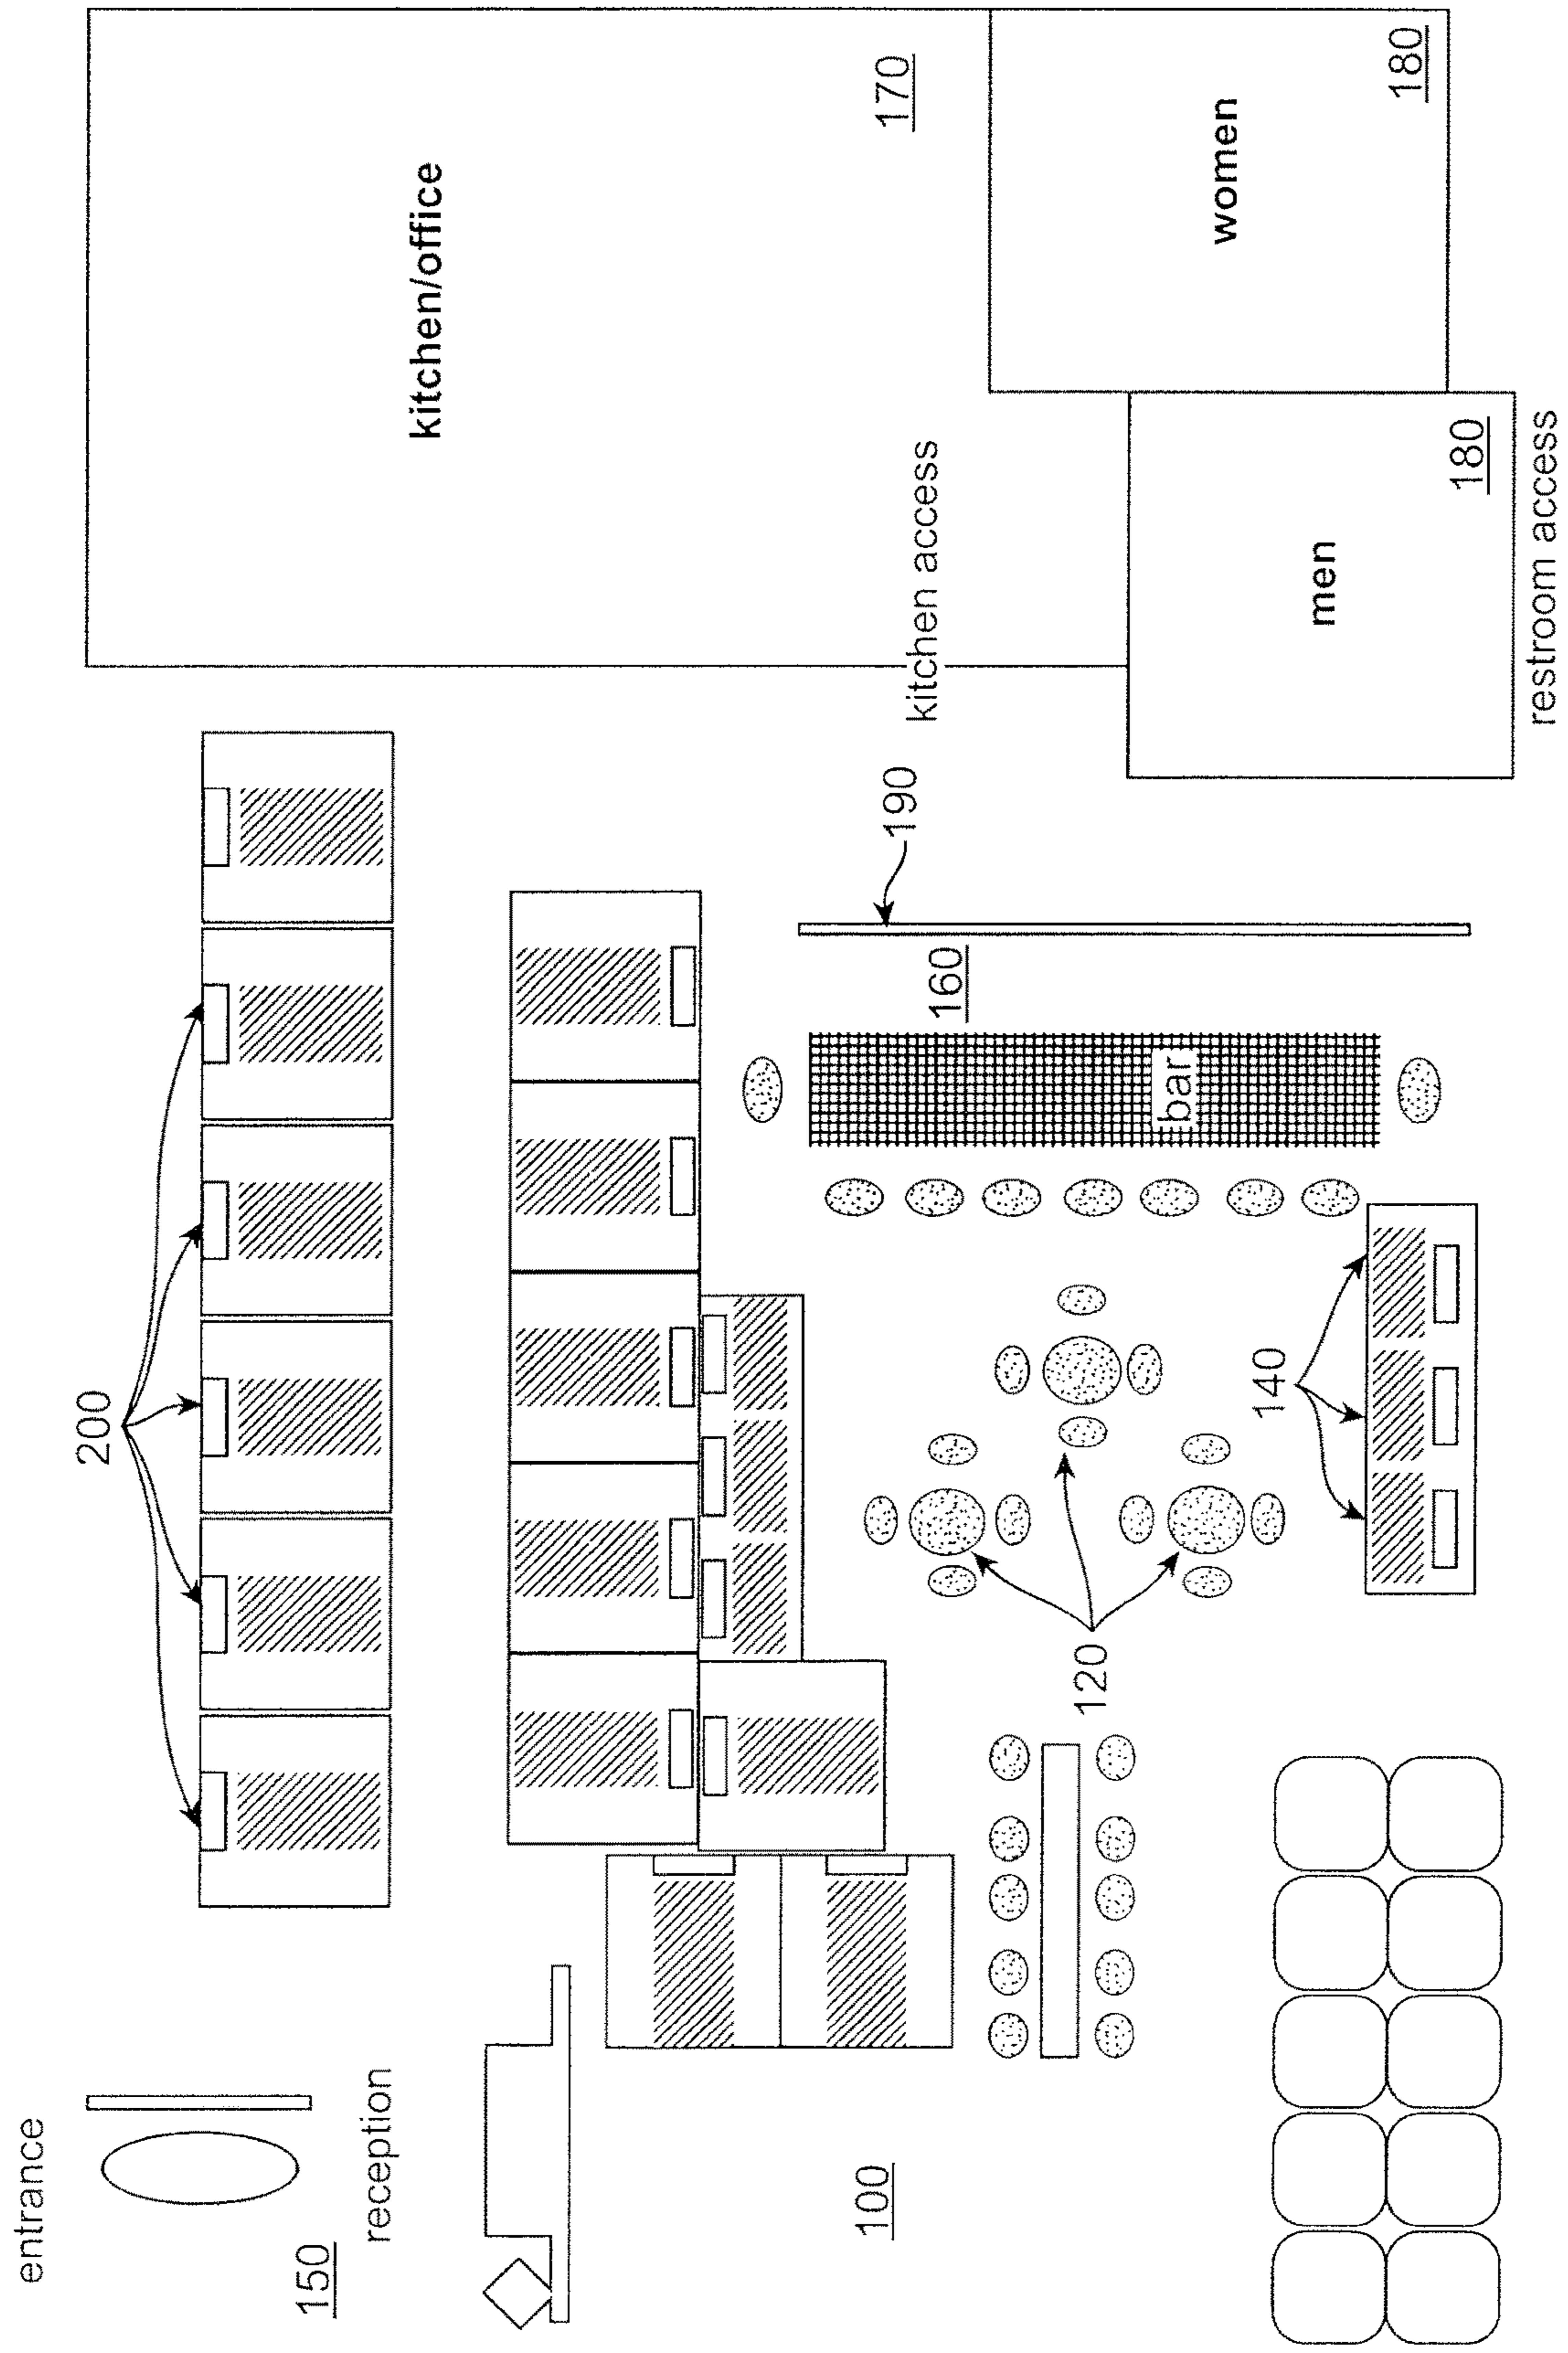 entrance
200
150
reception
kitchen/office
100
190
170
kitchen access
160
120
bar
women
140
men
180
180
restroom access